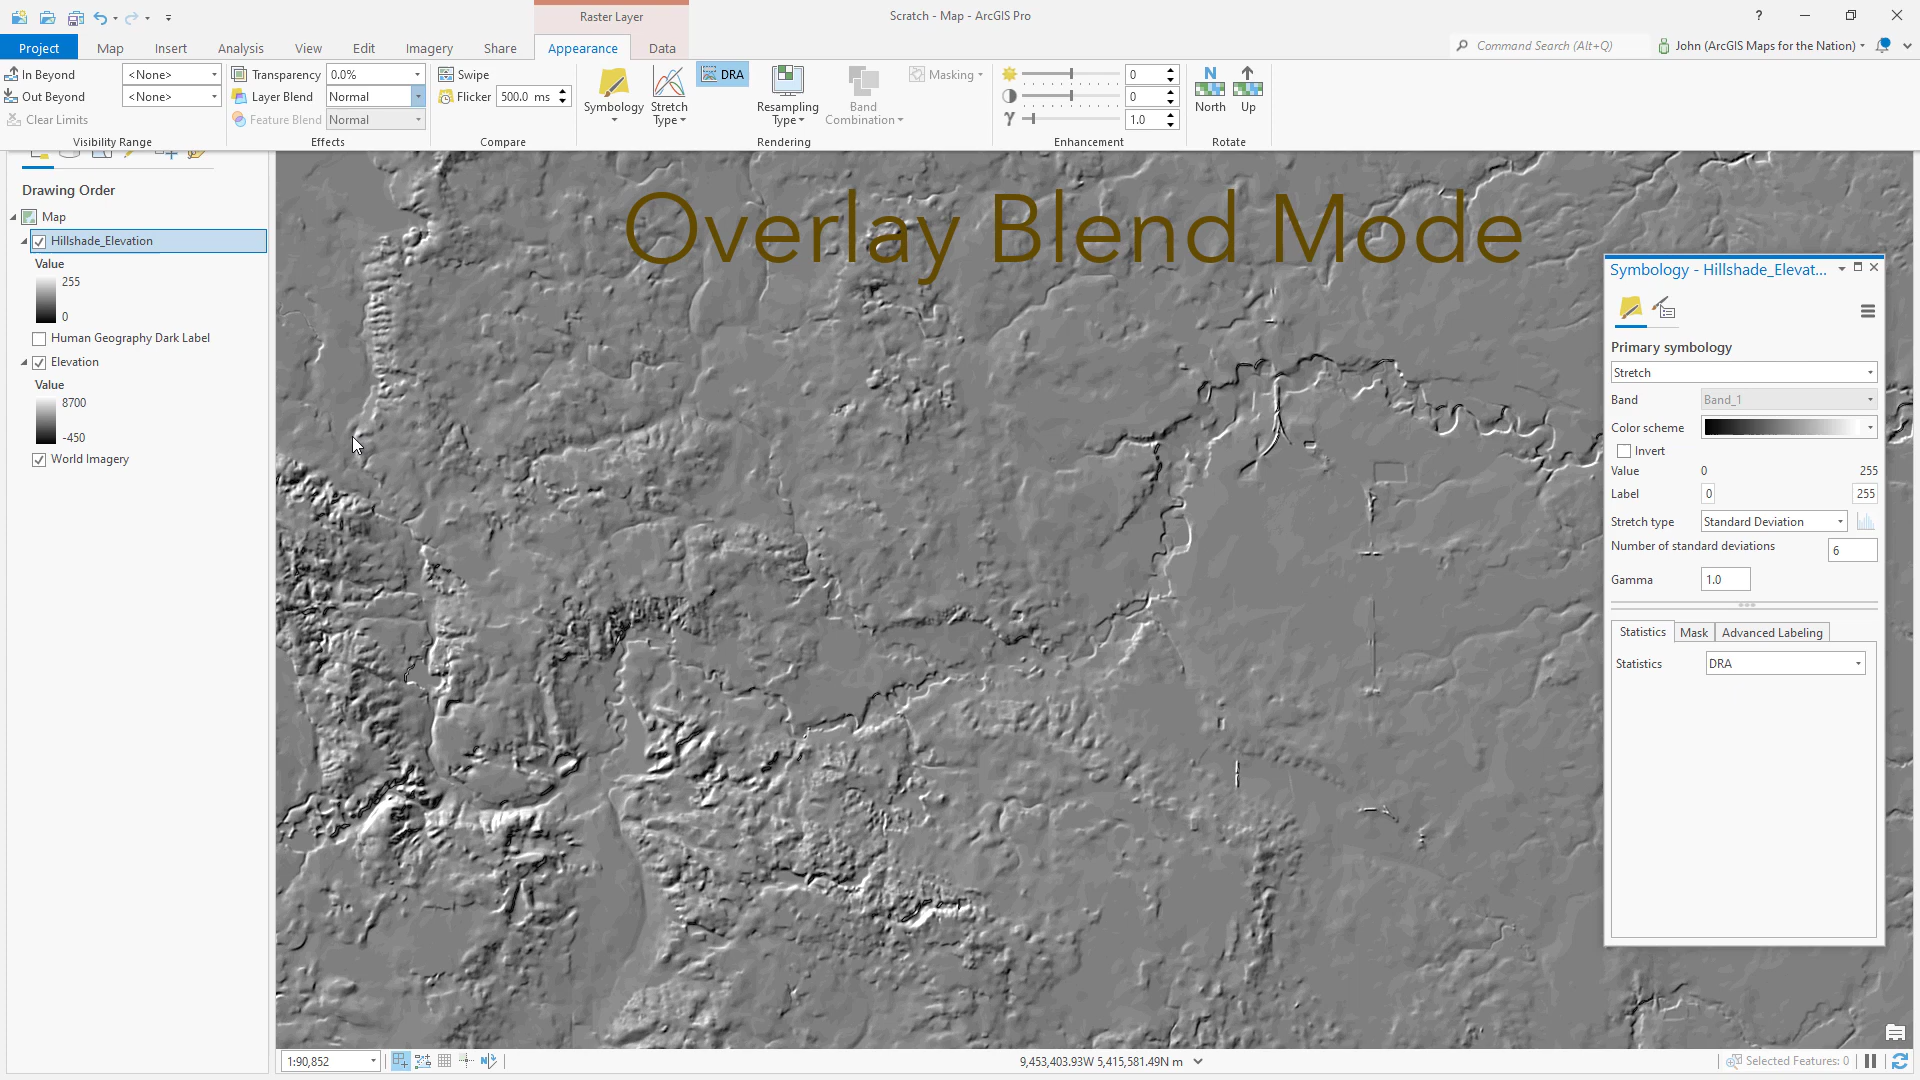 Raster Layer
Scratch - Map - ArcGIS Pro
?
Project
Map
Insert
Analysis
View
Edit
Imagery
Share
Appearance
Data
Command Search (Alt+Q)
John (ArcGIS Maps for the Nation)
In Beyond
<None>
Out Beyond
<None>
Clear Limits
Visibility Range
Transparency
0.0%
Layer Blend
Normal
Feature Blend
Normal
Effects
Swipe
Flicker
500.0 ms
Compare
Symbology
Stretch
Type
DRA
Resampling
Type
Band
Combination
Masking
Rendering
0
0
γ
1.0
Enhancement
N
North
Up
Rotate
Drawing Order
Map
Hillshade_Elevation
Value
255
0
Human Geography Dark Label
Elevation
Value
8700
-450
World Imagery
Overlay Blend Mode
Symbology - Hillshade_Elevat...
Primary symbology
Stretch
Band
Band_1
Color scheme
Invert
Value
0
255
Label
0
255
Stretch type
Standard Deviation
Number of standard deviations
6
Gamma
1.0
Statistics
Mask
Advanced Labeling
Statistics
DRA
1:90,852
N
9,453,403.93W 5,415,581.49N m
Selected Features: 0